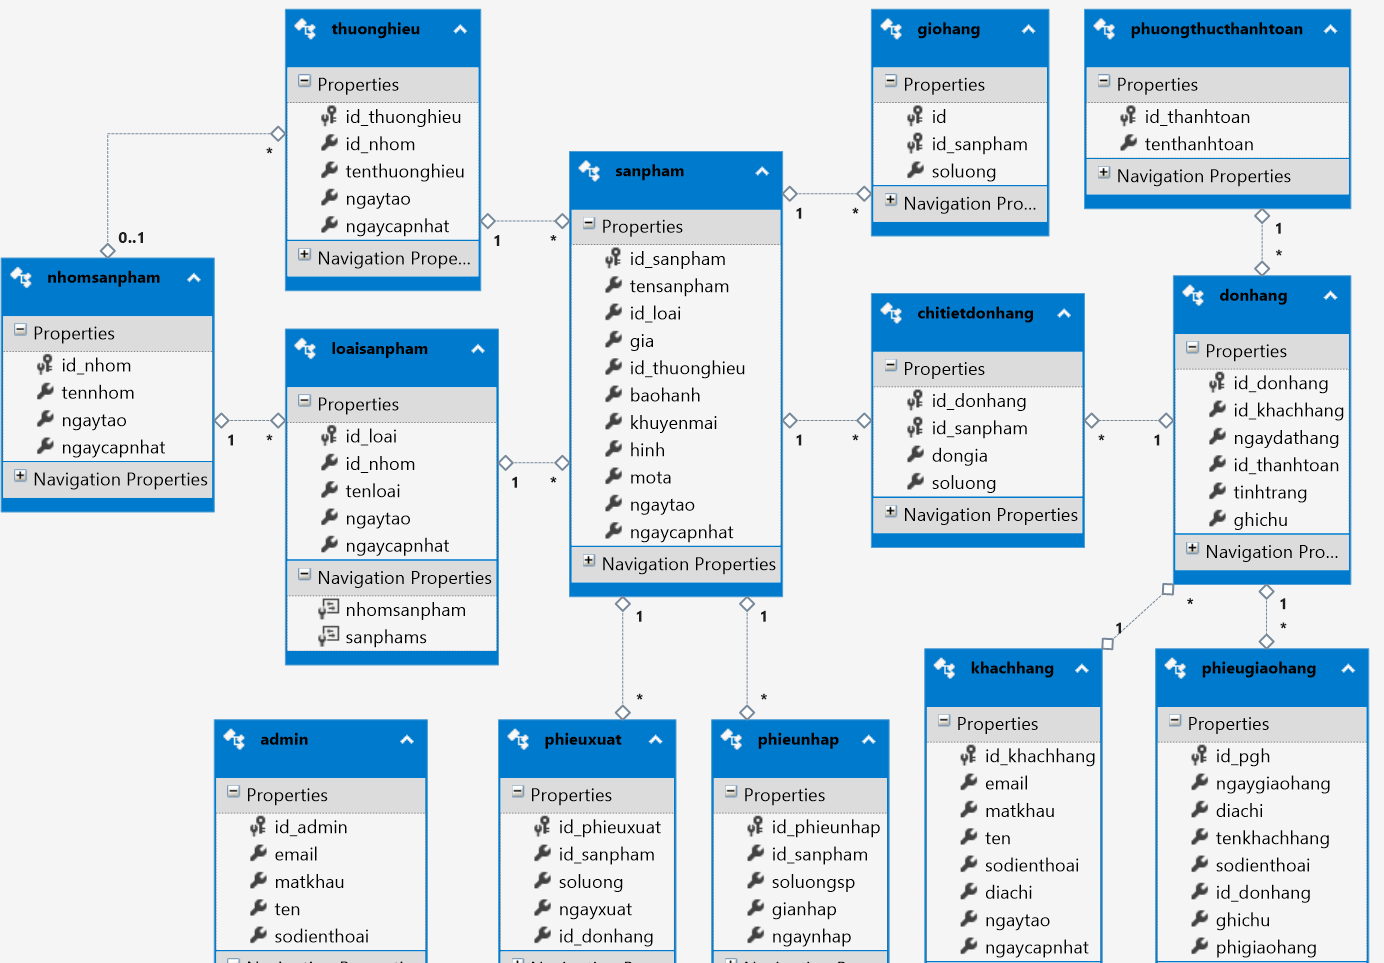 thuonghieu
Properties
id_thuonghieu
id_nhom
tenthuonghieu
ngaytao
ngaycapnhat
Navigation Prope...
giohang
Properties
id
id_sanpham
soluong
Navigation Pro...
phuongthucthanhtoan
Properties
id_thanhtoan
tenthanhtoan
Navigation Properties
*
0..1
1
*
1
*
1
*
nhomsanpham
Properties
id_nhom
tennhom
ngaytao
ngaycapnhat
Navigation Properties
1
*
loaisanpham
Properties
id_loai
id_nhom
tenloai
ngaytao
ngaycapnhat
Navigation Properties
nhomsanpham
sanphams
1
*
sanpham
Properties
id_sanpham
tensanpham
id_loai
gia
id_thuonghieu
baohanh
khuyenmai
hinh
mota
ngaytao
ngaycapnhat
Navigation Properties
1
*
chitietdonhang
Properties
id_donhang
id_sanpham
dongia
soluong
Navigation Properties
*
1
donhang
Properties
id_donhang
id_khachhang
ngaydathang
id_thanhtoan
tinhtrang
ghichu
Navigation Pro...
1
*
1
*
*
1
1
*
admin
Properties
id_admin
email
matkhau
ten
sodienthoai
phieuxuat
Properties
id_phieuxuat
id_sanpham
soluong
ngayxuat
id_donhang
phieunhap
Properties
id_phieunhap
id_sanpham
soluongsp
gianhap
ngaynhap
khachhang
Properties
id_khachhang
email
matkhau
ten
sodienthoai
diachi
ngaytao
ngaycapnhat
phieugiaohang
Properties
id_pgh
ngaygiaohang
diachi
tenkhachhang
sodienthoai
id_donhang
ghichu
phigiaohang